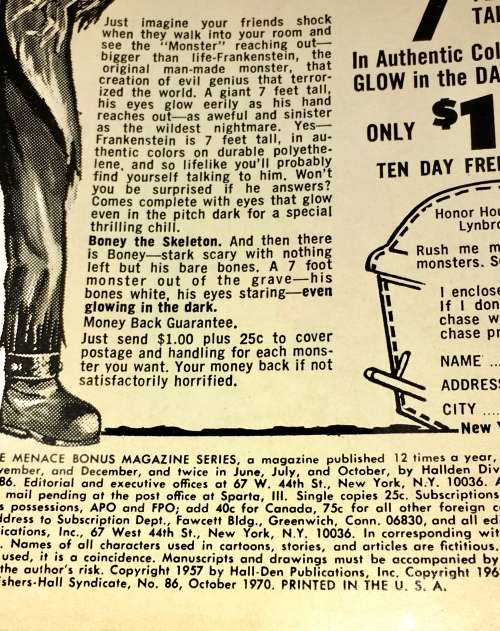 Just imagine your friends shock
when they walk into your room and
see the "Monster" reaching out—
bigger than life-Frankenstein, the
original man-made monster, that
creation of evil genius that terror-
ized the world. A giant 7 feet tall,
his eyes glow eerily as his hand
reaches out—as aweful and sinister
as the wildest nightmare. Yes—
Frankenstein is 7 feet tall, in au-
thentic colors on durable polyethe-
lene, and so lifelike you'll probably
find yourself talking to him. Won't
you be surprised if he answers?
Comes complete with eyes that glow
even in the pitch dark for a special
thrilling chill.
Boney the Skeleton. And then there
is Boney—stark scary with nothing
left but his bare bones. A 7 foot
monster out of the grave—his
bones white, his eyes staring—even
glowing in the dark.
Money Back Guarantee.
Just send $1.00 plus 25c to cover
postage and handling for each mons-
ter you want. Your money back if not
satisfactorily horrified.
7
TAL
In Authentic Col
GLOW in the DA
ONLY $1
TEN DAY FREE
Honor Hou
Lynbro
Rush me m
monsters. Se
I enclose
If I don
chase w
chase pr
NAME ...
ADDRESS
CITY ....
New Y
E MENACE BONUS MAGAZINE SERIES, a magazine published 12 times a year,
vember, and December, and twice in June, July, and October, by Hallden Div
86. Editorial and executive offices at 67 W. 44th St., New York, N.Y. 10036. A
mail pending at the post office at Sparta, Ill. Single copies 25c. Subscriptions
s possessions, APO and FPO; add 40c for Canada, 75c for all other foreign c
ddress to Subscription Dept., Fawcett Bldg., Greenwich, Conn. 06830, and all ed
ications, Inc., 67 West 44th St., New York, N.Y. 10036. In corresponding wit
. Names of all characters used in cartoons, stories, and articles are fictitious.
used, it is a coincidence. Manuscripts and drawings must be accompanied by
the author's risk. Copyright 1957 by Hall-Den Publications, Inc. Copyright 196
ishers-Hall Syndicate, No. 86, October 1970. PRINTED IN THE U. S. A.